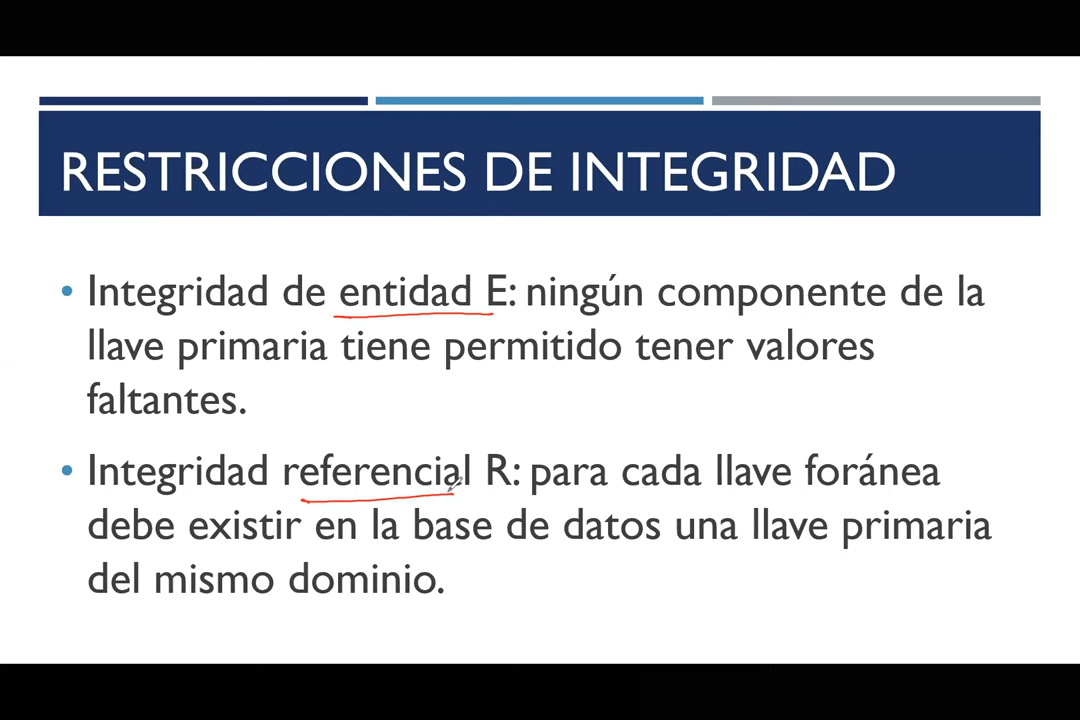 RESTRICCIONES DE INTEGRIDAD
• Integridad de entidad E: ningún componente de la
llave primaria tiene permitido tener valores
faltantes.
• Integridad referencial R: para cada llave foránea
debe existir en la base de datos una llave primaria
del mismo dominio.